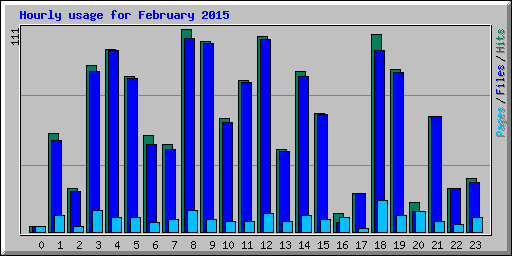 Hourly usage for February 2015
111
Pages / Files / Hits
0 1 2 3 4 5 6 7 8 9 10 11 12 13 14 15 16 17 18 19 20 21 22 23